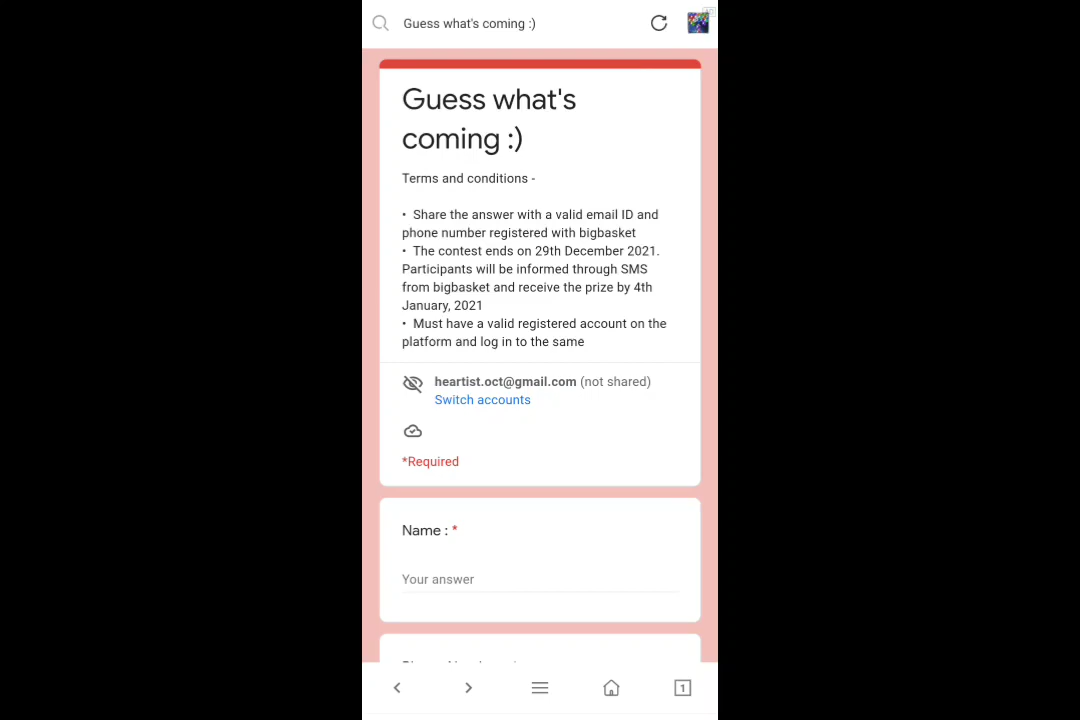 Guess what's coming :)
Guess what's
coming :)
Terms and conditions -
• Share the answer with a valid email ID and
phone number registered with bigbasket
• The contest ends on 29th December 2021.
Participants will be informed through SMS
from bigbasket and receive the prize by 4th
January, 2021
• Must have a valid registered account on the
platform and log in to the same
heartist.oct@gmail.com (not shared)
Switch accounts
*Required
Name : *
Your answer
1